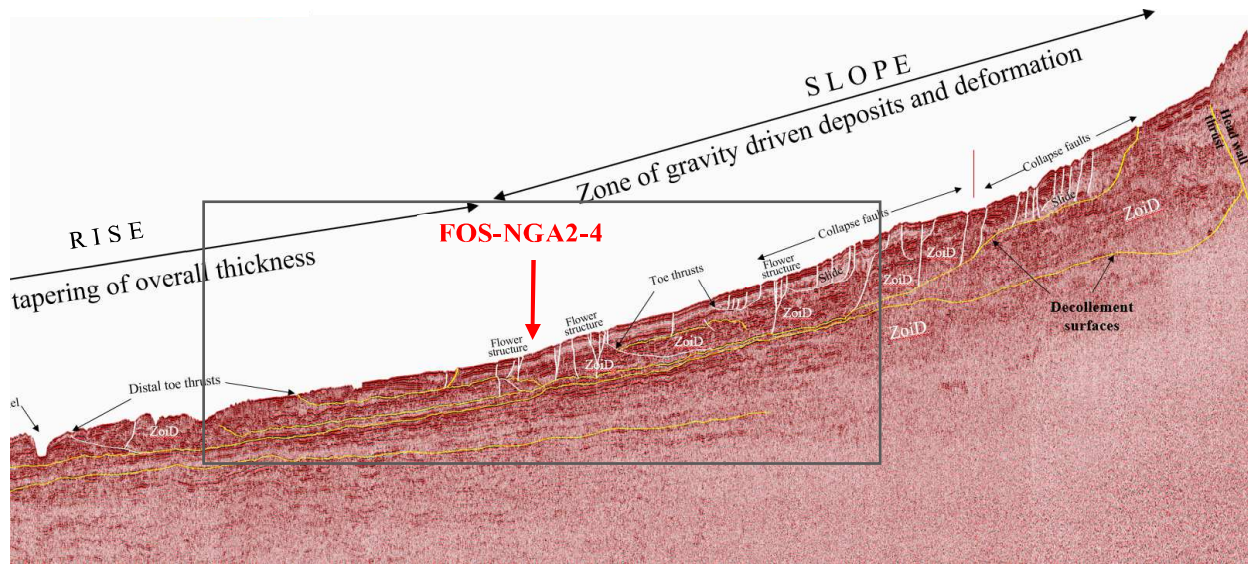 S L O P E
Zone of gravity driven deposits and deformation
R I S E
tapering of overall thickness
FOS-NGA2-4
Head wall
thrust
Collapse faults
Slide
ZoiD
Collapse faults
Toe thrusts
Flower
structure
Slide
ZoiD
ZoiD
ZoiD
ZoiD
Decollement
surfaces
ZoiD
Flower
structure
Flower
structure
ZoiD
ZoiD
Distal toe thrusts
el
ZoiD